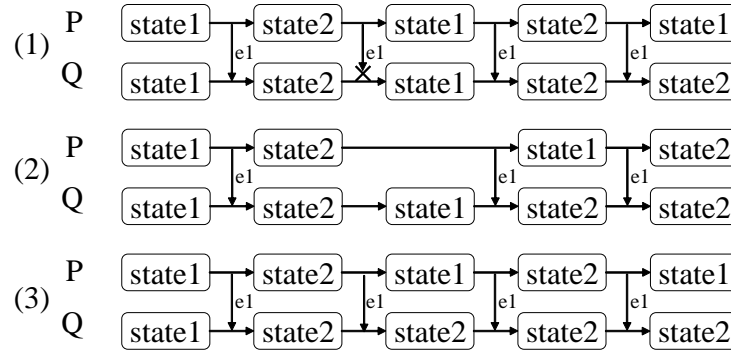 P state1 state2 state1 state2 state1
(1) e1 e1 e1 e1
Q state1 state2 state1 state2 state2
P state1 state2 state1 state2
(2) e1 e1 e1
Q state1 state2 state1 state2 state2
P state1 state2 state1 state2 state1
(3) e1 e1 e1 e1
Q state1 state2 state2 state2 state2